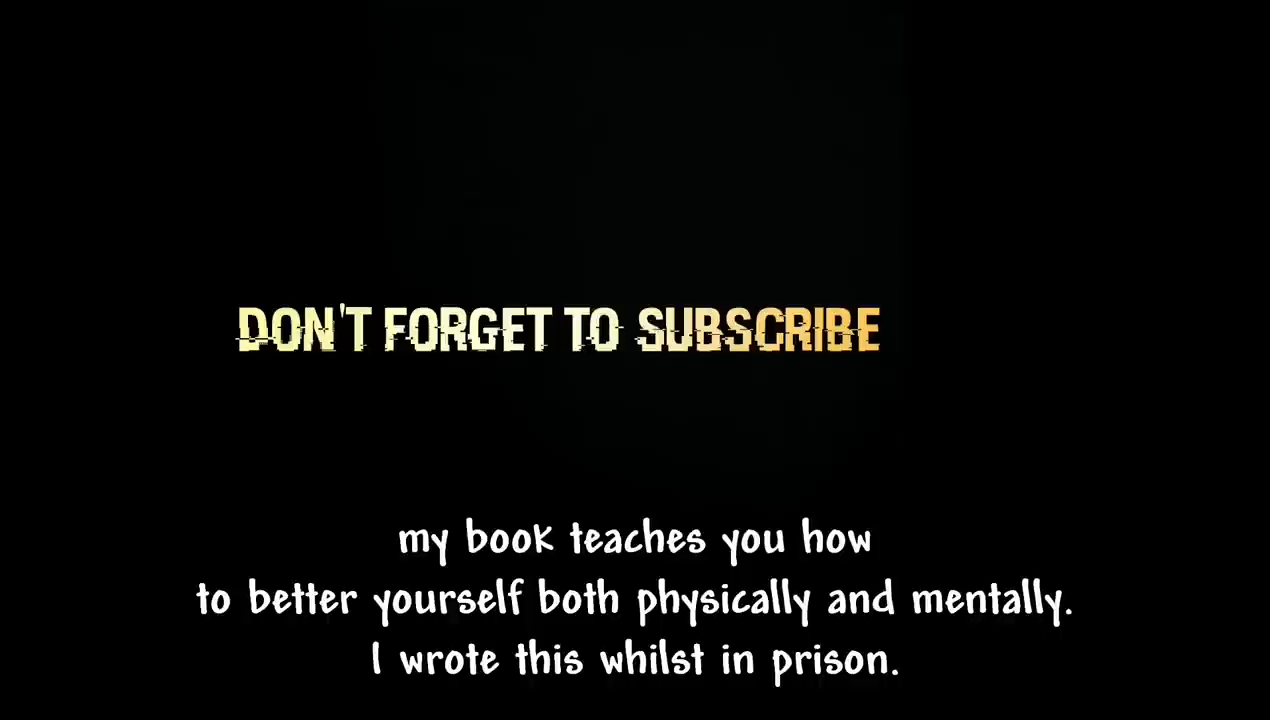 DON'T FORGET TO SUBSCRIBE
my book teaches you how
to better yourself both physically and mentally.
I wrote this whilst in prison.